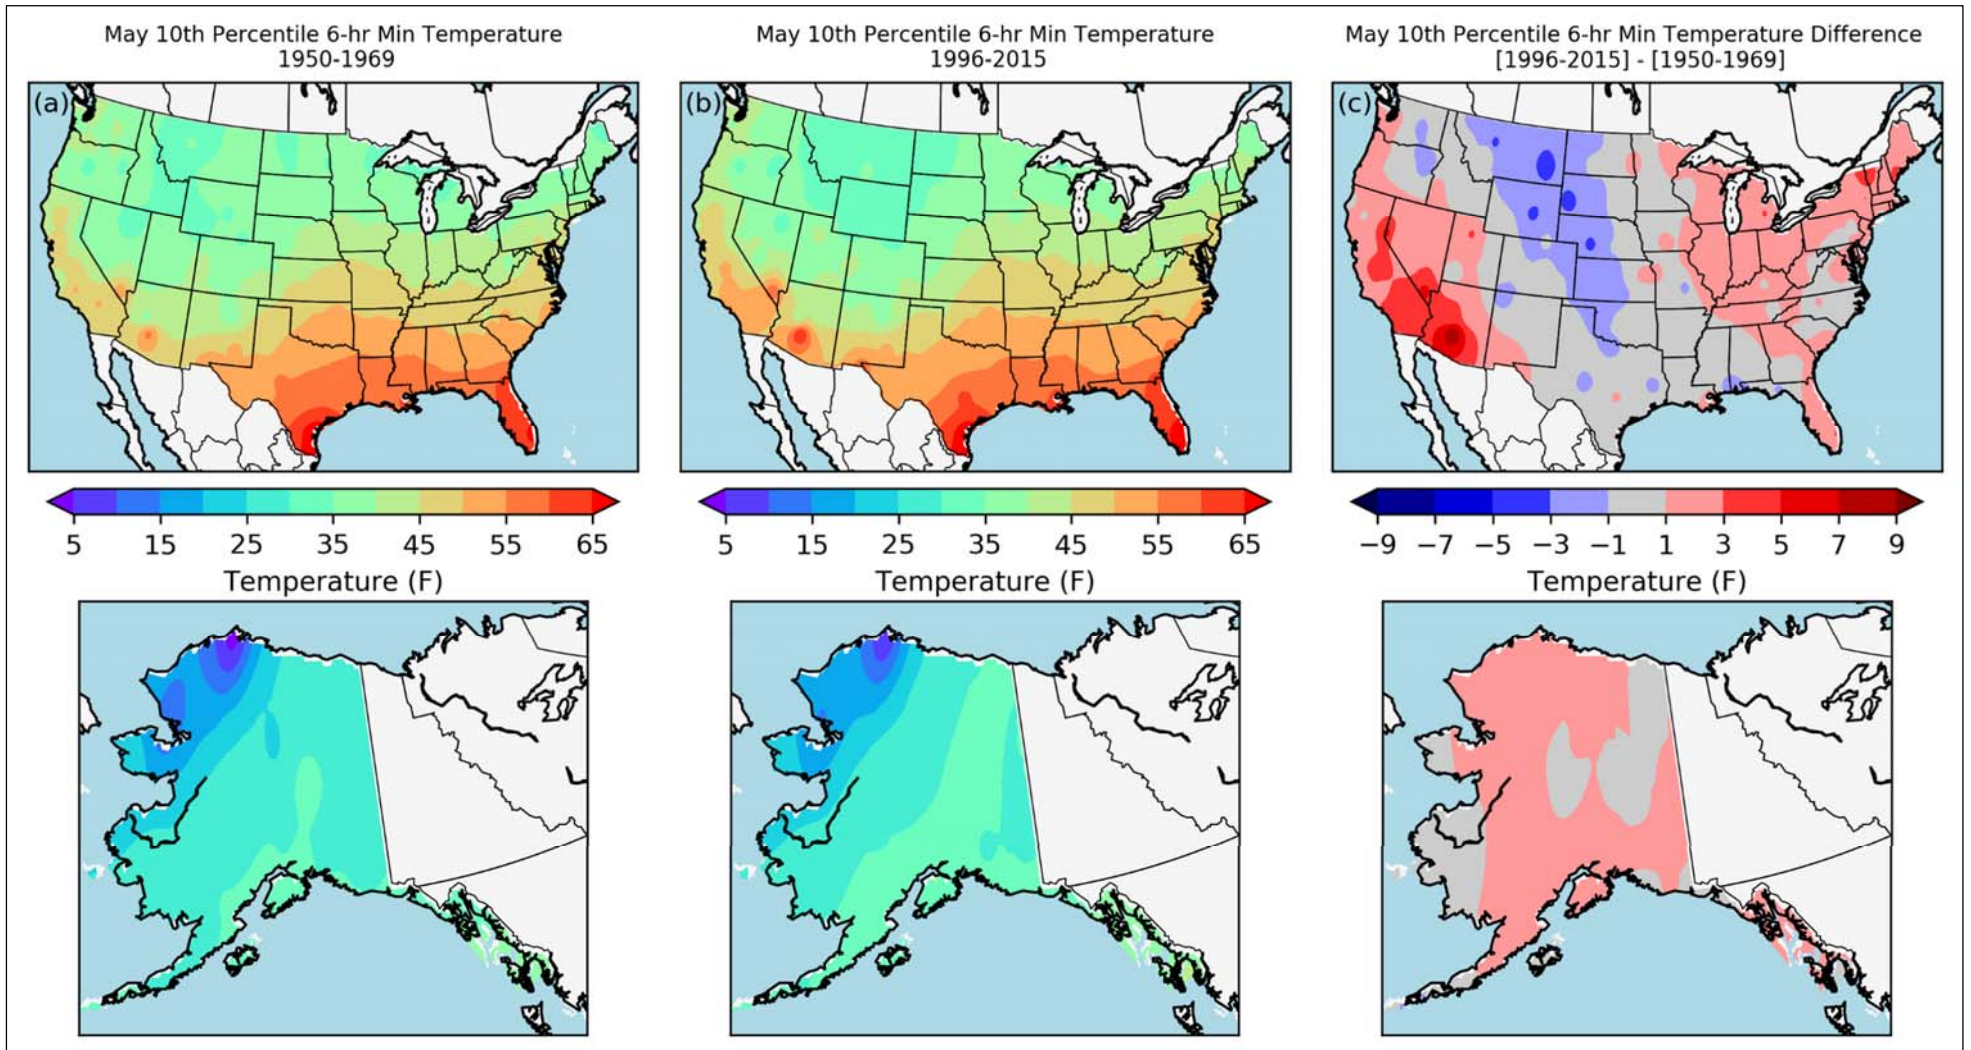 May 10th Percentile 6-hr Min Temperature
1950-1969
May 10th Percentile 6-hr Min Temperature
1996-2015
May 10th Percentile 6-hr Min Temperature Difference
[1996-2015] - [1950-1969]
(a)
(b)
(c)
5 15 25 35 45 55 65
Temperature (F)
5 15 25 35 45 55 65
Temperature (F)
−9 −7 −5 −3 −1 1 3 5 7 9
Temperature (F)